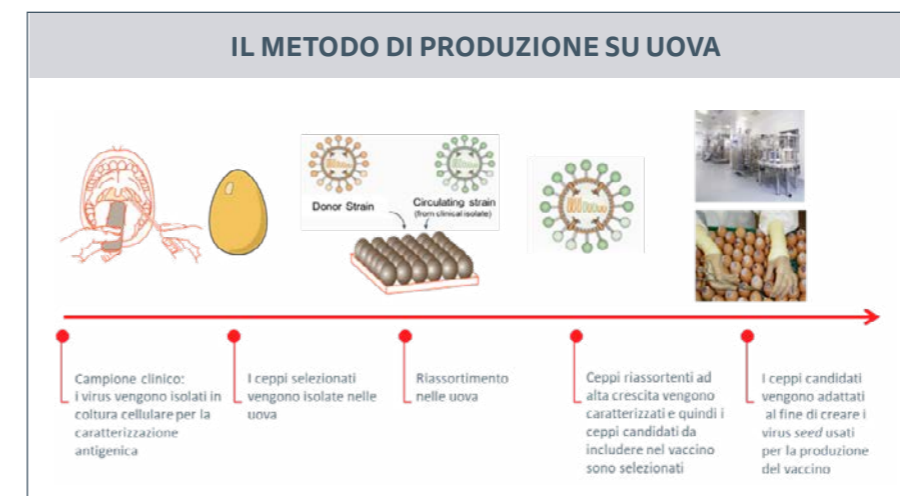 IL METODO DI PRODUZIONE SU UOVA
Donor Strain
Circulating strain
(from clinical isolate)
Campione clinico:
i virus vengono isolati in
coltura cellulare per la
caratterizzazione
antigenica
I ceppi selezionati
vengono isolate nelle
uova
Riassortimento
nelle uova
Ceppi riassortenti ad
alta crescita vengono
caratterizzati e quindi i
ceppi candidati da
includere nel vaccino
sono selezionati
I ceppi candidati
vengono adattati
al fine di creare i
virus seed usati
per la produzione
del vaccino